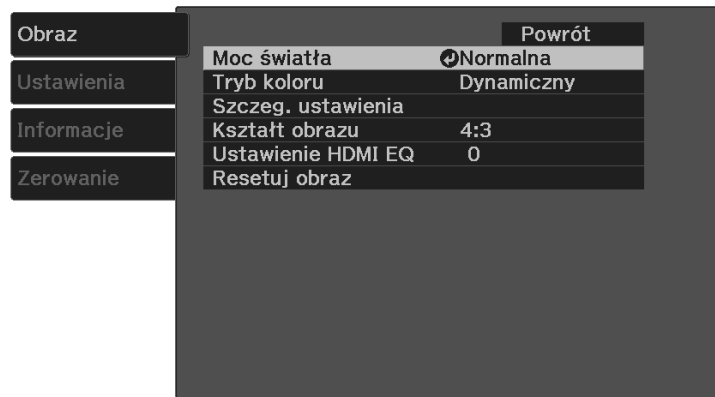 Obraz
Ustawienia
Informacje
Zerowanie
Powrót
Moc światła Normalna
Tryb koloru Dynamiczny
Szczeg. ustawienia
Kształt obrazu 4:3
Ustawienie HDMI EQ 0
Resetuj obraz